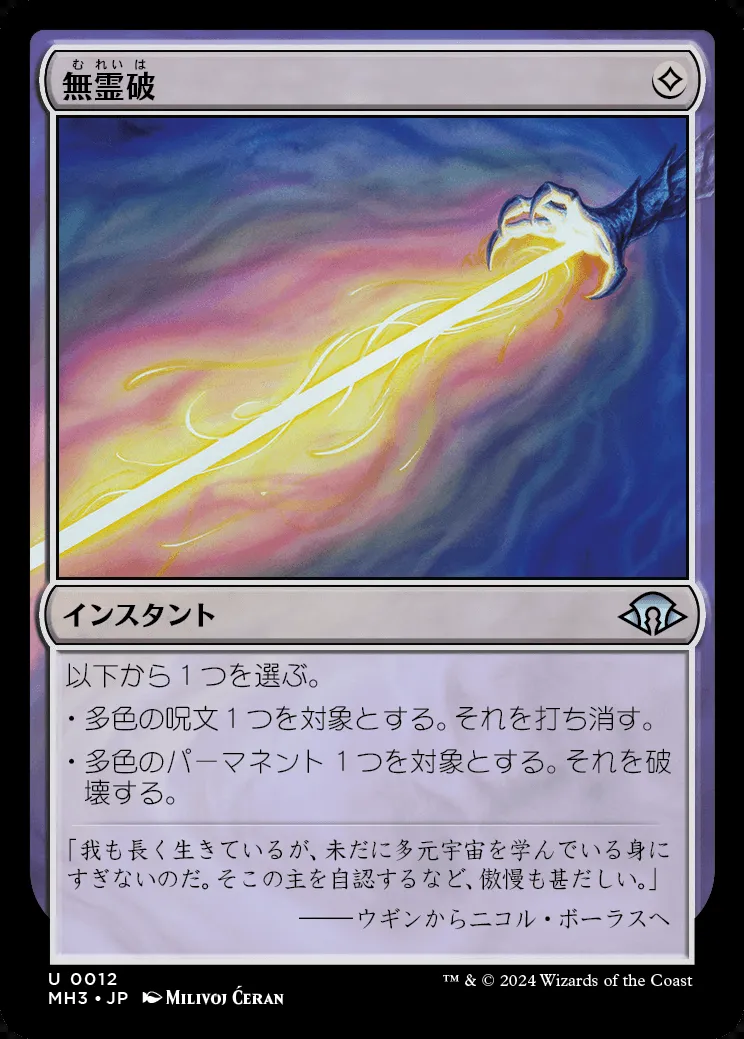 むれいは
無霊破
インスタント
以下から１つを選ぶ。
・多色の呪文１つを対象とする。それを打ち消す。
・多色のパーマネント１つを対象とする。それを破
壊する。
「我も長く生きているが、未だに多元宇宙を学んでいる身に
すぎないのだ。そこの主を自認するなど、傲慢も甚だしい。」
――ウギンからニコル・ボーラスへ
U 0012
MH3 • JP Milivoj Ćeran
™ & © 2024 Wizards of the Coast